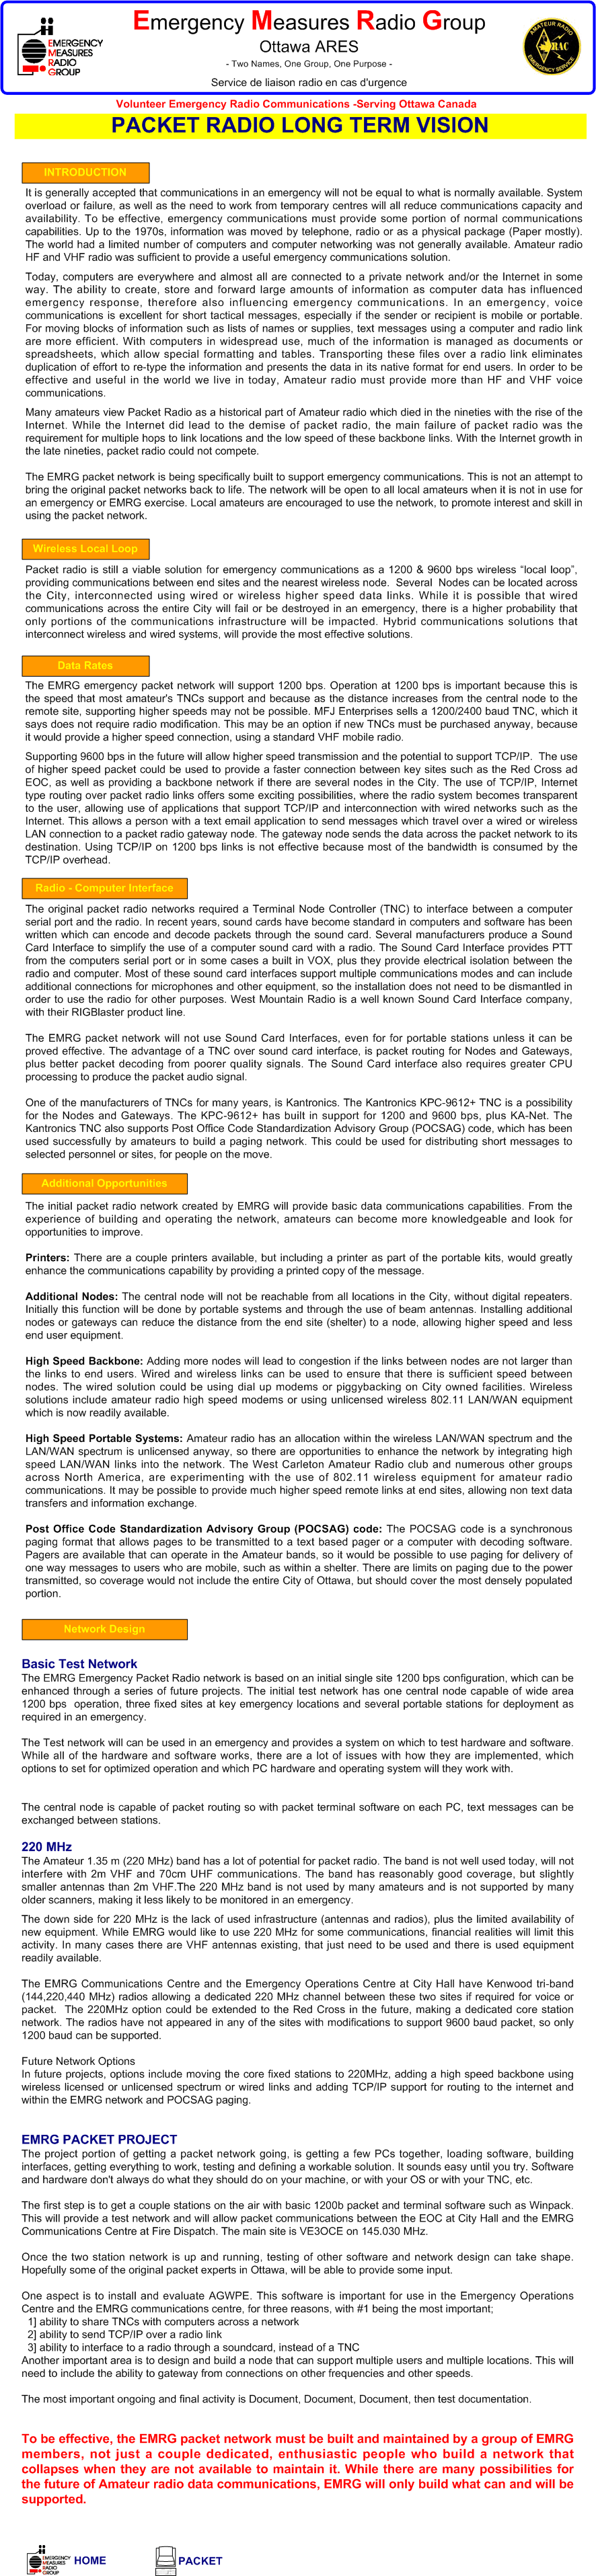 EMERGENCY
MEASURES
RADIO
GROUP
Emergency Measures Radio Group
Ottawa ARES
- Two Names, One Group, One Purpose -
Service de liaison radio en cas d'urgence
AMATEUR RADIO
RAC
EMERGENCY SERVICE
Volunteer Emergency Radio Communications -Serving Ottawa Canada
PACKET RADIO LONG TERM VISION
INTRODUCTION
It is generally accepted that communications in an emergency will not be equal to what is normally available. System
overload or failure, as well as the need to work from temporary centres will all reduce communications capacity and
availability. To be effective, emergency communications must provide some portion of normal communications
capabilities. Up to the 1970s, information was moved by telephone, radio or as a physical package (Paper mostly).
The world had a limited number of computers and computer networking was not generally available. Amateur radio
HF and VHF radio was sufficient to provide a useful emergency communications solution.
Today, computers are everywhere and almost all are connected to a private network and/or the Internet in some
way. The ability to create, store and forward large amounts of information as computer data has influenced
emergency response, therefore also influencing emergency communications. In an emergency, voice
communications is excellent for short tactical messages, especially if the sender or recipient is mobile or portable.
For moving blocks of information such as lists of names or supplies, text messages using a computer and radio link
are more efficient. With computers in widespread use, much of the information is managed as documents or
spreadsheets, which allow special formatting and tables. Transporting these files over a radio link eliminates
duplication of effort to re-type the information and presents the data in its native format for end users. In order to be
effective and useful in the world we live in today, Amateur radio must provide more than HF and VHF voice
communications.
Many amateurs view Packet Radio as a historical part of Amateur radio which died in the nineties with the rise of the
Internet. While the Internet did lead to the demise of packet radio, the main failure of packet radio was the
requirement for multiple hops to link locations and the low speed of these backbone links. With the Internet growth in
the late nineties, packet radio could not compete.
The EMRG packet network is being specifically built to support emergency communications. This is not an attempt to
bring the original packet networks back to life. The network will be open to all local amateurs when it is not in use for
an emergency or EMRG exercise. Local amateurs are encouraged to use the network, to promote interest and skill in
using the packet network.
Wireless Local Loop
Packet radio is still a viable solution for emergency communications as a 1200 & 9600 bps wireless “local loop”,
providing communications between end sites and the nearest wireless node. Several Nodes can be located across
the City, interconnected using wired or wireless higher speed data links. While it is possible that wired
communications across the entire City will fail or be destroyed in an emergency, there is a higher probability that
only portions of the communications infrastructure will be impacted. Hybrid communications solutions that
interconnect wireless and wired systems, will provide the most effective solutions.
Data Rates
The EMRG emergency packet network will support 1200 bps. Operation at 1200 bps is important because this is
the speed that most amateur's TNCs support and because as the distance increases from the central node to the
remote site, supporting higher speeds may not be possible. MFJ Enterprises sells a 1200/2400 baud TNC, which it
says does not require radio modification. This may be an option if new TNCs must be purchased anyway, because
it would provide a higher speed connection, using a standard VHF mobile radio.
Supporting 9600 bps in the future will allow higher speed transmission and the potential to support TCP/IP. The use
of higher speed packet could be used to provide a faster connection between key sites such as the Red Cross ad
EOC, as well as providing a backbone network if there are several nodes in the City. The use of TCP/IP, Internet
type routing over packet radio links offers some exciting possibilities, where the radio system becomes transparent
to the user, allowing use of applications that support TCP/IP and interconnection with wired networks such as the
Internet. This allows a person with a text email application to send messages which travel over a wired or wireless
LAN connection to a packet radio gateway node. The gateway node sends the data across the packet network to its
destination. Using TCP/IP on 1200 bps links is not effective because most of the bandwidth is consumed by the
TCP/IP overhead.
Radio - Computer Interface
The original packet radio networks required a Terminal Node Controller (TNC) to interface between a computer
serial port and the radio. In recent years, sound cards have become standard in computers and software has been
written which can encode and decode packets through the sound card. Several manufacturers produce a Sound
Card Interface to simplify the use of a computer sound card with a radio. The Sound Card Interface provides PTT
from the computers serial port or in some cases a built in VOX, plus they provide electrical isolation between the
radio and computer. Most of these sound card interfaces support multiple communications modes and can include
additional connections for microphones and other equipment, so the installation does not need to be dismantled in
order to use the radio for other purposes. West Mountain Radio is a well known Sound Card Interface company,
with their RIGBlaster product line.
The EMRG packet network will not use Sound Card Interfaces, even for for portable stations unless it can be
proved effective. The advantage of a TNC over sound card interface, is packet routing for Nodes and Gateways,
plus better packet decoding from poorer quality signals. The Sound Card interface also requires greater CPU
processing to produce the packet audio signal.
One of the manufacturers of TNCs for many years, is Kantronics. The Kantronics KPC-9612+ TNC is a possibility
for the Nodes and Gateways. The KPC-9612+ has built in support for 1200 and 9600 bps, plus KA-Net. The
Kantronics TNC also supports Post Office Code Standardization Advisory Group (POCSAG) code, which has been
used successfully by amateurs to build a paging network. This could be used for distributing short messages to
selected personnel or sites, for people on the move.
Additional Opportunities
The initial packet radio network created by EMRG will provide basic data communications capabilities. From the
experience of building and operating the network, amateurs can become more knowledgeable and look for
opportunities to improve.
Printers: There are a couple printers available, but including a printer as part of the portable kits, would greatly
enhance the communications capability by providing a printed copy of the message.
Additional Nodes: The central node will not be reachable from all locations in the City, without digital repeaters.
Initially this function will be done by portable systems and through the use of beam antennas. Installing additional
nodes or gateways can reduce the distance from the end site (shelter) to a node, allowing higher speed and less
end user equipment.
High Speed Backbone: Adding more nodes will lead to congestion if the links between nodes are not larger than
the links to end users. Wired and wireless links can be used to ensure that there is sufficient speed between
nodes. The wired solution could be using dial up modems or piggybacking on City owned facilities. Wireless
solutions include amateur radio high speed modems or using unlicensed wireless 802.11 LAN/WAN equipment
which is now readily available.
High Speed Portable Systems: Amateur radio has an allocation within the wireless LAN/WAN spectrum and the
LAN/WAN spectrum is unlicensed anyway, so there are opportunities to enhance the network by integrating high
speed LAN/WAN links into the network. The West Carleton Amateur Radio club and numerous other groups
across North America, are experimenting with the use of 802.11 wireless equipment for amateur radio
communications. It may be possible to provide much higher speed remote links at end sites, allowing non text data
transfers and information exchange.
Post Office Code Standardization Advisory Group (POCSAG) code: The POCSAG code is a synchronous
paging format that allows pages to be transmitted to a text based pager or a computer with decoding software.
Pagers are available that can operate in the Amateur bands, so it would be possible to use paging for delivery of
one way messages to users who are mobile, such as within a shelter. There are limits on paging due to the power
transmitted, so coverage would not include the entire City of Ottawa, but should cover the most densely populated
portion.
Network Design
Basic Test Network
The EMRG Emergency Packet Radio network is based on an initial single site 1200 bps configuration, which can be
enhanced through a series of future projects. The initial test network has one central node capable of wide area
1200 bps operation, three fixed sites at key emergency locations and several portable stations for deployment as
required in an emergency.
The Test network will can be used in an emergency and provides a system on which to test hardware and software.
While all of the hardware and software works, there are a lot of issues with how they are implemented, which
options to set for optimized operation and which PC hardware and operating system will they work with.
The central node is capable of packet routing so with packet terminal software on each PC, text messages can be
exchanged between stations.
220 MHz
The Amateur 1.35 m (220 MHz) band has a lot of potential for packet radio. The band is not well used today, will not
interfere with 2m VHF and 70cm UHF communications. The band has reasonably good coverage, but slightly
smaller antennas than 2m VHF.The 220 MHz band is not used by many amateurs and is not supported by many
older scanners, making it less likely to be monitored in an emergency.
The down side for 220 MHz is the lack of used infrastructure (antennas and radios), plus the limited availability of
new equipment. While EMRG would like to use 220 MHz for some communications, financial realities will limit this
activity. In many cases there are VHF antennas existing, that just need to be used and there is used equipment
readily available.
The EMRG Communications Centre and the Emergency Operations Centre at City Hall have Kenwood tri-band
(144,220,440 MHz) radios allowing a dedicated 220 MHz channel between these two sites if required for voice or
packet. The 220MHz option could be extended to the Red Cross in the future, making a dedicated core station
network. The radios have not appeared in any of the sites with modifications to support 9600 baud packet, so only
1200 baud can be supported.
Future Network Options
In future projects, options include moving the core fixed stations to 220MHz, adding a high speed backbone using
wireless licensed or unlicensed spectrum or wired links and adding TCP/IP support for routing to the internet and
within the EMRG network and POCSAG paging.
EMRG PACKET PROJECT
The project portion of getting a packet network going, is getting a few PCs together, loading software, building
interfaces, getting everything to work, testing and defining a workable solution. It sounds easy until you try. Software
and hardware don't always do what they should do on your machine, or with your OS or with your TNC, etc.
The first step is to get a couple stations on the air with basic 1200b packet and terminal software such as Winpack.
This will provide a test network and will allow packet communications between the EOC at City Hall and the EMRG
Communications Centre at Fire Dispatch. The main site is VE3OCE on 145.030 MHz.
Once the two station network is up and running, testing of other software and network design can take shape.
Hopefully some of the original packet experts in Ottawa, will be able to provide some input.
One aspect is to install and evaluate AGWPE. This software is important for use in the Emergency Operations
Centre and the EMRG communications centre, for three reasons, with #1 being the most important;
1] ability to share TNCs with computers across a network
2] ability to send TCP/IP over a radio link
3] ability to interface to a radio through a soundcard, instead of a TNC
Another important area is to design and build a node that can support multiple users and multiple locations. This will
need to include the ability to gateway from connections on other frequencies and other speeds.
The most important ongoing and final activity is Document, Document, Document, then test documentation.
To be effective, the EMRG packet network must be built and maintained by a group of EMRG
members, not just a couple dedicated, enthusiastic people who build a network that
collapses when they are not available to maintain it. While there are many possibilities for
the future of Amateur radio data communications, EMRG will only build what can and will be
supported.
EMERGENCY
MEASURES
RADIO
GROUP
HOME
PACKET